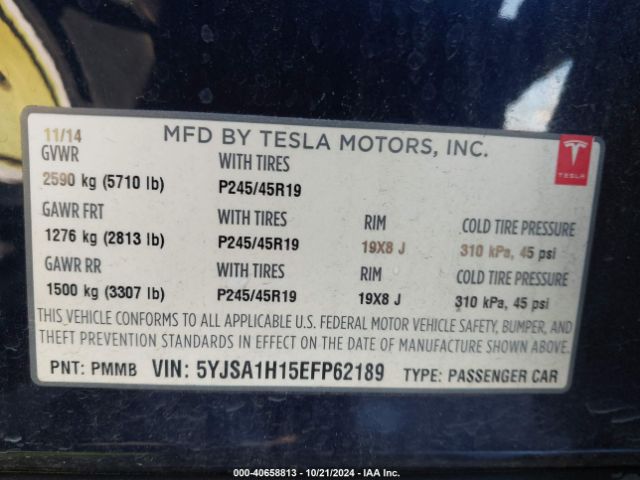 11/14
MFD BY TESLA MOTORS, INC.
TESLA
GVWR WITH TIRES
2590 kg (5710 lb) P245/45R19
GAWR FRT WITH TIRES RIM COLD TIRE PRESSURE
1276 kg (2813 lb) P245/45R19 19X8 J 310 kPa, 45 psi
GAWR RR WITH TIRES RIM COLD TIRE PRESSURE
1500 kg (3307 lb) P245/45R19 19X8 J 310 kPa, 45 psi
THIS VEHICLE CONFORMS TO ALL APPLICABLE U.S. FEDERAL MOTOR VEHICLE SAFETY, BUMPER, AND
THEFT PREVENTION STANDARDS IN EFFECT ON THE DATE OF MANUFACTURE SHOWN ABOVE.
PNT: PMMB VIN: 5YJSA1H15EFP62189 TYPE: PASSENGER CAR
000-40658813 - 10/21/2024 - IAA Inc.